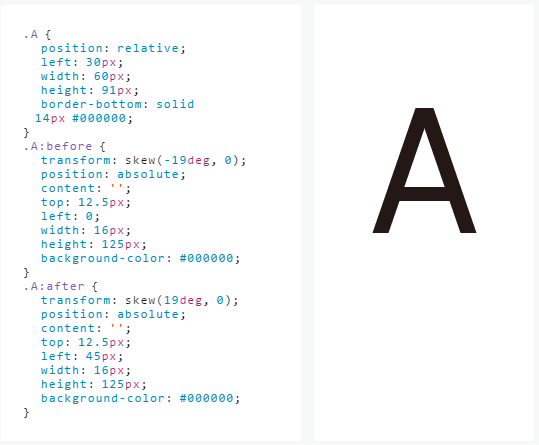 .A {
position: relative;
left: 30px;
width: 60px;
height: 91px;
border-bottom: solid
14px #000000;
}
.A:before {
transform: skew(-19deg, 0);
position: absolute;
content: '';
top: 12.5px;
left: 0;
width: 16px;
height: 125px;
background-color: #000000;
}
.A:after {
transform: skew(19deg, 0);
position: absolute;
content: '';
top: 12.5px;
left: 45px;
width: 16px;
height: 125px;
background-color: #000000;
}
A